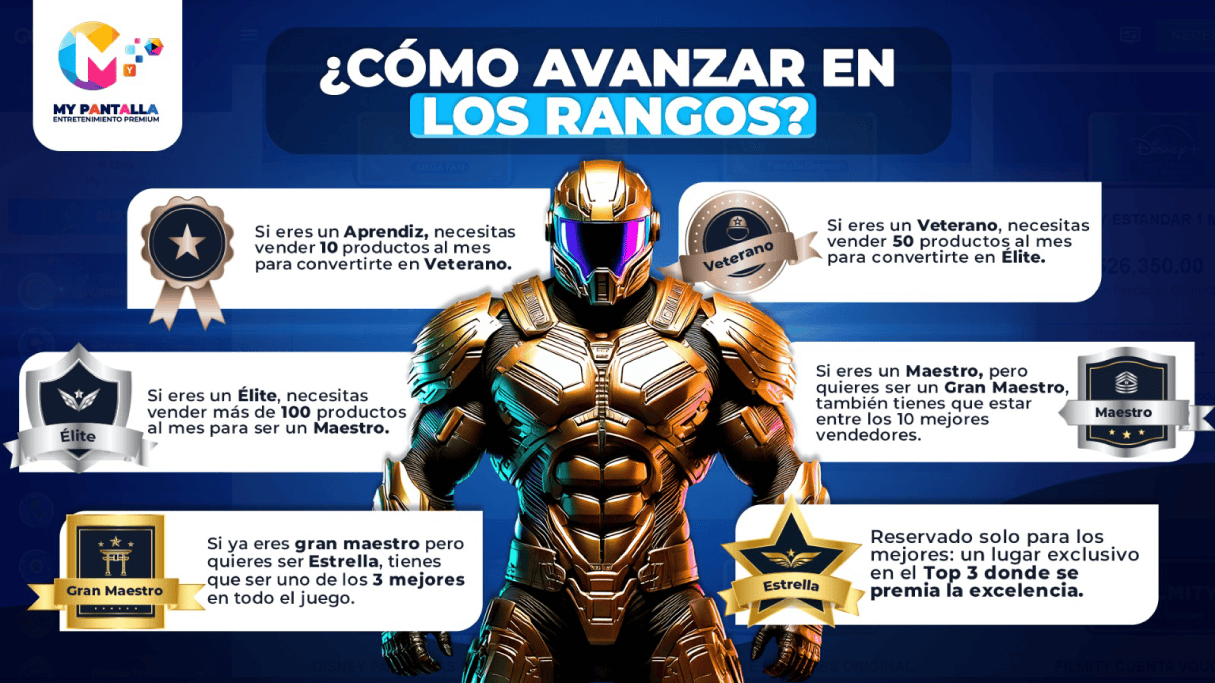 MY PANTALLA
ENTRETENIMIENTO PREMIUM
¿CÓMO AVANZAR EN
LOS RANGOS?
Si eres un Aprendiz, necesitas
vender 10 productos al mes
para convertirte en Veterano.
Veterano
Si eres un Veterano, necesitas
vender 50 productos al mes
para convertirte en Élite.
Élite
Si eres un Élite, necesitas
vender más de 100 productos
al mes para ser un Maestro.
Si eres un Maestro, pero
quieres ser un Gran Maestro,
también tienes que estar
entre los 10 mejores
vendedores.
Maestro
Gran Maestro
Si ya eres gran maestro pero
quieres ser Estrella, tienes
que ser uno de los 3 mejores
en todo el juego.
Estrella
Reservado solo para los
mejores: un lugar exclusivo
en el Top 3 donde se
premia la excelencia.